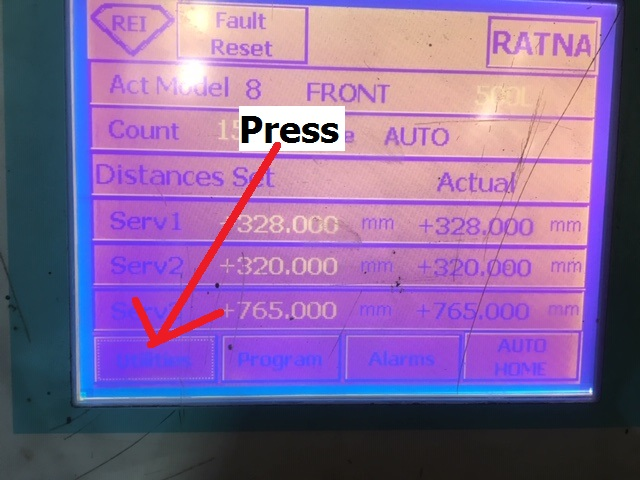 REI
Fault
Reset
RATNA
Act Model 8 FRONT
Press
Count AUTO
Distances Set Actual
Serv1 +328.000 mm +328.000 mm
Serv2 +320.000 mm +320.000 mm
+765.000 mm +765.000 mm
Utilities Program Alarms AUTO
HOME